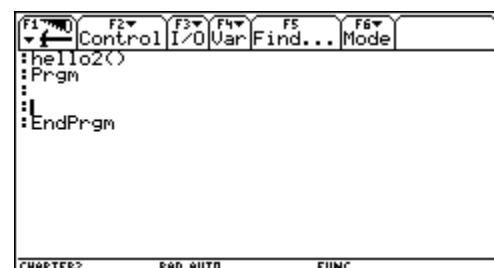 F1 F2 F3 F4 F5 F6
Control I/O Var Find... Mode
:hello2()
:Prgm
:
:
:EndPrgm
CHAPTER2 RAD AUTO FUNC